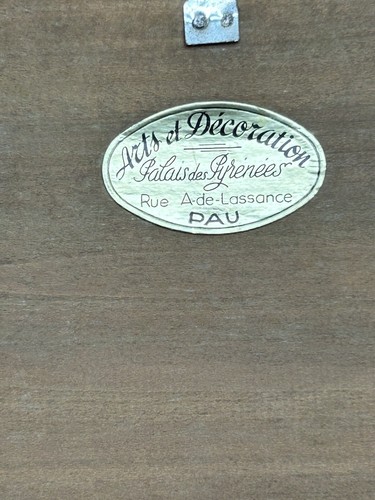 Arts et Décoration
Palais des Pyrénées
Rue A-de-Lassance
PAU